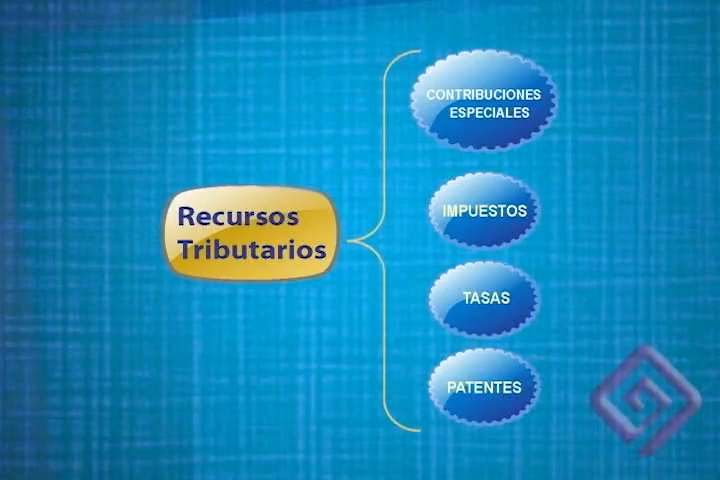 Recursos
Tributarios
CONTRIBUCIONES
ESPECIALES
IMPUESTOS
TASAS
PATENTES